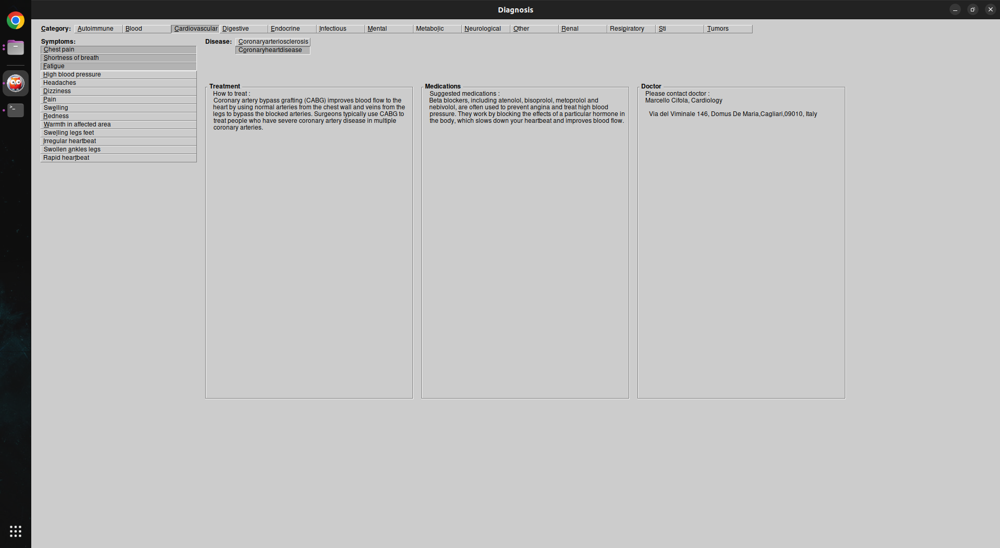 Diagnosis
Category: Autoimmune Blood Cardiovascular Digestive Endocrine Infectious Mental Metabolic Neurological Other Renal Resipiratory Sti Tumors
Symptoms:
Chest pain
Shortness of breath
Fatigue
High blood pressure
Headaches
Dizziness
Pain
Swelling
Redness
Warmth in affected area
Swelling legs feet
Irregular heartbeat
Swollen ankles legs
Rapid heartbeat
Disease: Coronaryarteriosclerosis
Coronaryheartdisease
Treatment
How to treat :
Coronary artery bypass grafting (CABG) improves blood flow to the
heart by using normal arteries from the chest wall and veins from the
legs to bypass the blocked arteries. Surgeons typically use CABG to
treat people who have severe coronary artery disease in multiple
coronary arteries.
Medications
Suggested medications :
Beta blockers, including atenolol, bisoprolol, metoprolol and
nebivolol, are often used to prevent angina and treat high blood
pressure. They work by blocking the effects of a particular hormone in
the body, which slows down your heartbeat and improves blood flow.
Doctor
Please contact doctor :
Marcello Cifola, Cardiology
Via del Viminale 146, Domus De Maria,Cagliari,09010, Italy